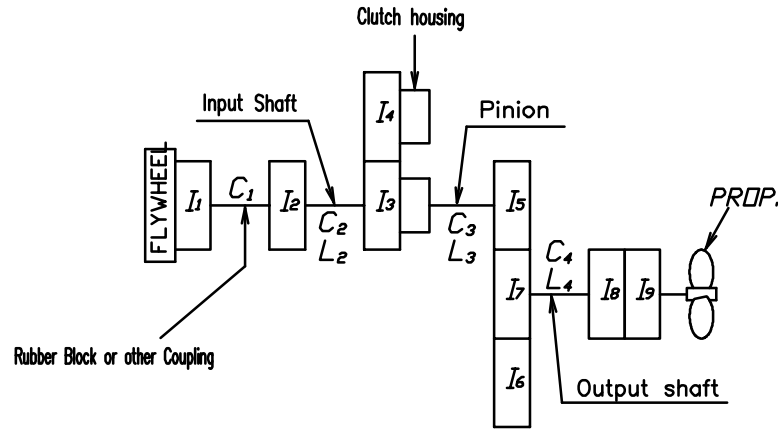 Clutch housing
Input Shaft
I4
Pinion
FLYWHEEL
I1
C1
I2
C2
L2
I3
C3
L3
I5
PROP.
I7
C4
L4
I8
I9
I6
Rubber Block or other Coupling
Output shaft